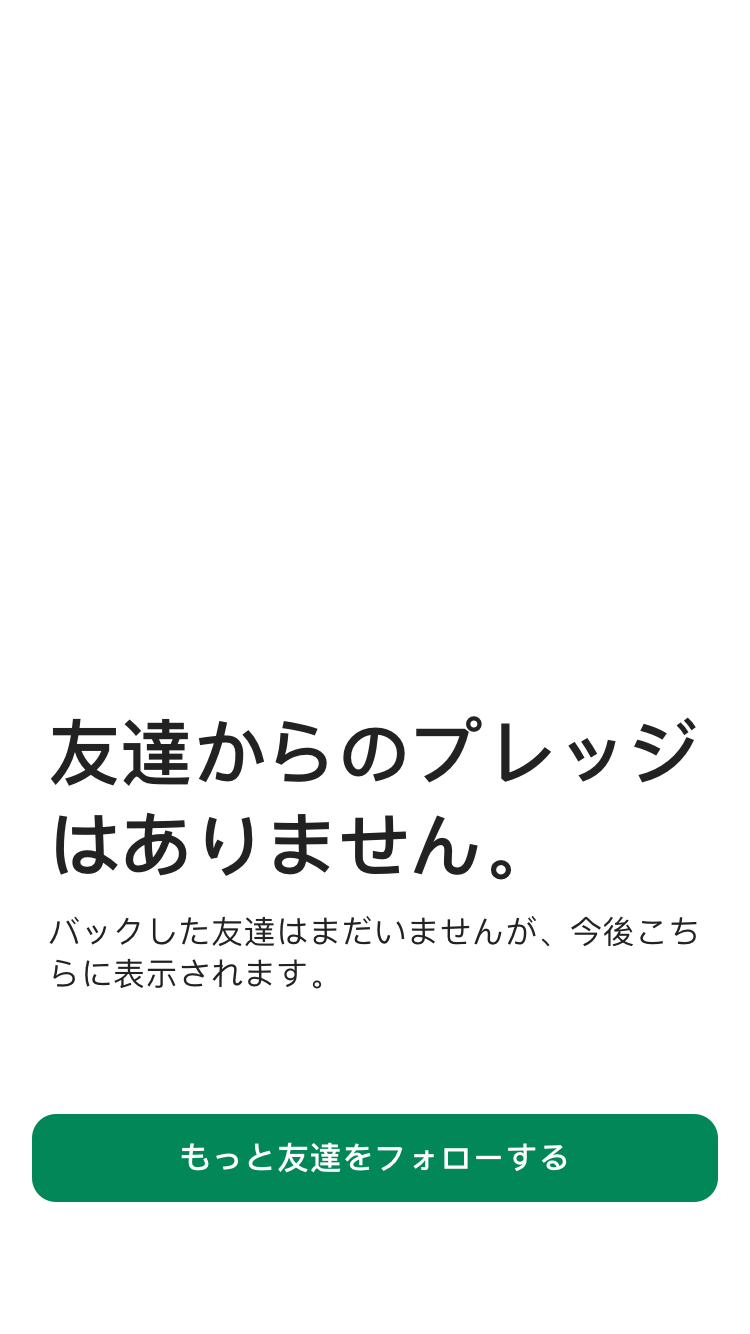 友達からのプレッジ
はありません。
バックした友達はまだいませんが、今後こち
らに表示されます。
もっと友達をフォローする